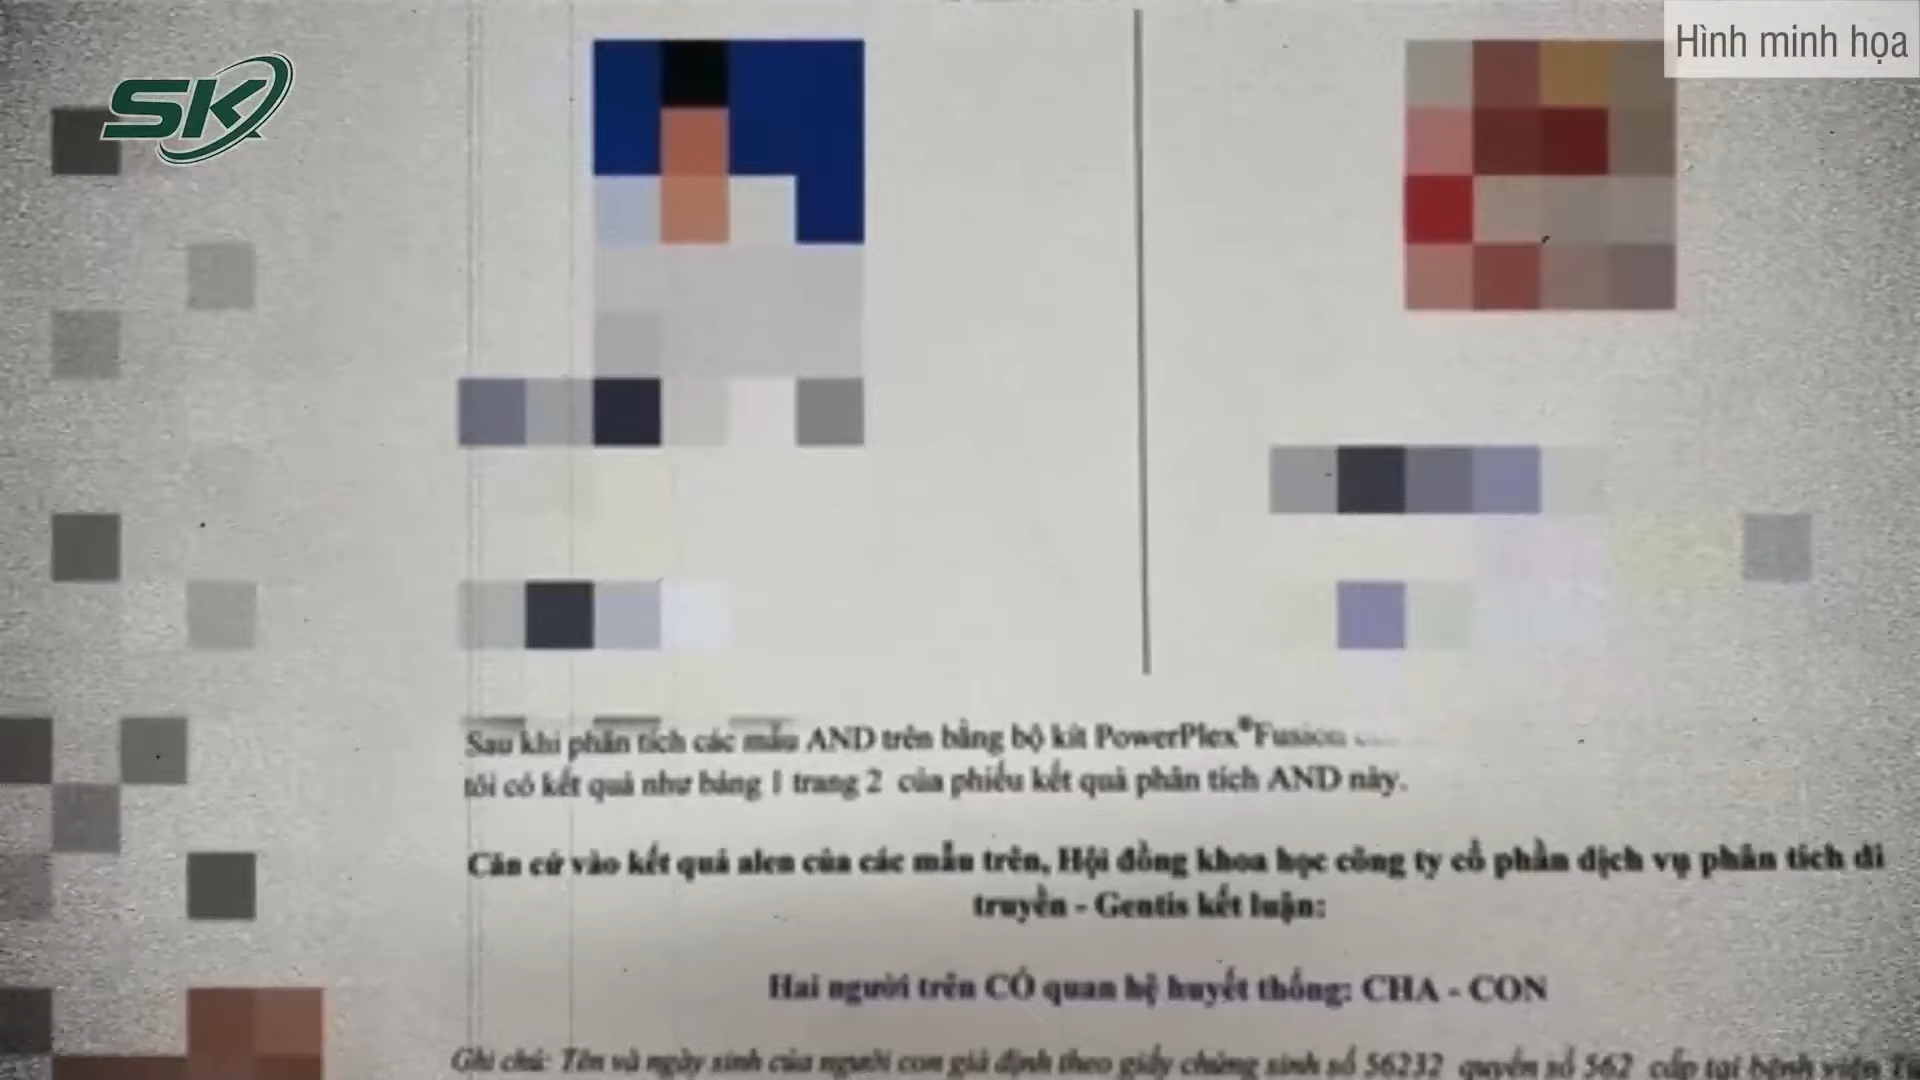 SK
Hình minh họa
Sau khi phân tích các mẫu AND trên bằng bộ kít PowerPlex®Fusion
tôi có kết quả như bảng 1 trang 2 của phiếu kết quả phân tích AND này.
Căn cứ vào kết quả alen của các mẫu trên, Hội đồng khoa học công ty cổ phần dịch vụ phân tích di
truyền - Gentis kết luận:
Hai người trên CÓ quan hệ huyết thống: CHA - CON
Ghi chú: Tên và ngày sinh của người con giả định theo giấy chứng sinh số 56232 quyển số 562 cấp tại bệnh viện